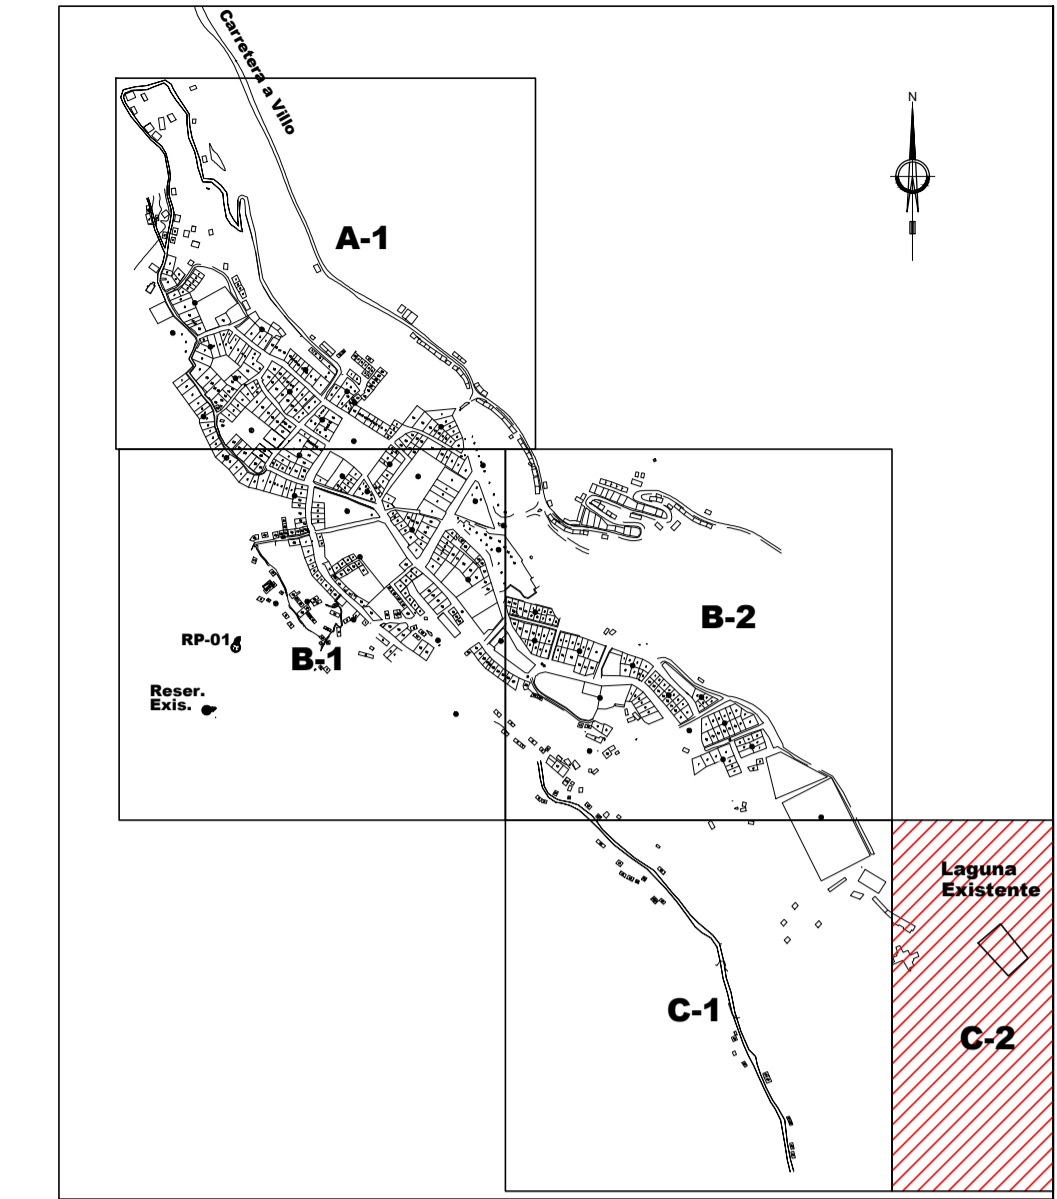 Carretera a Villo
N
A-1
B-2
RP-01
B-1
Reser.
Exis.
Laguna
Existente
C-1
C-2